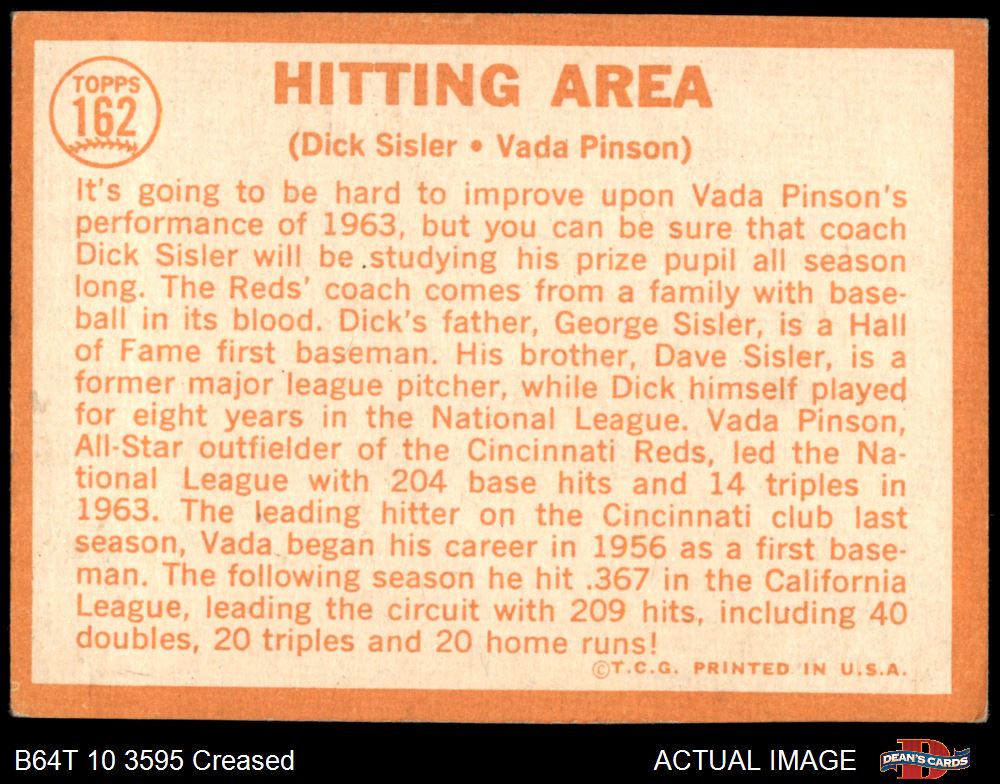 TOPPS
162
HITTING AREA
(Dick Sisler • Vada Pinson)
It's going to be hard to improve upon Vada Pinson's
performance of 1963, but you can be sure that coach
Dick Sisler will be studying his prize pupil all season
long. The Reds' coach comes from a family with base-
ball in its blood. Dick's father, George Sisler, is a Hall
of Fame first baseman. His brother, Dave Sisler, is a
former major league pitcher, while Dick himself played
for eight years in the National League. Vada Pinson,
All-Star outfielder of the Cincinnati Reds, led the Na-
tional League with 204 base hits and 14 triples in
1963. The leading hitter on the Cincinnati club last
season, Vada began his career in 1956 as a first base-
man. The following season he hit .367 in the California
League, leading the circuit with 209 hits, including 40
doubles, 20 triples and 20 home runs!
©T.C.G. PRINTED IN U.S.A.
B64T 10 3595 Creased
ACTUAL IMAGE
D
DEAN'S CARDS